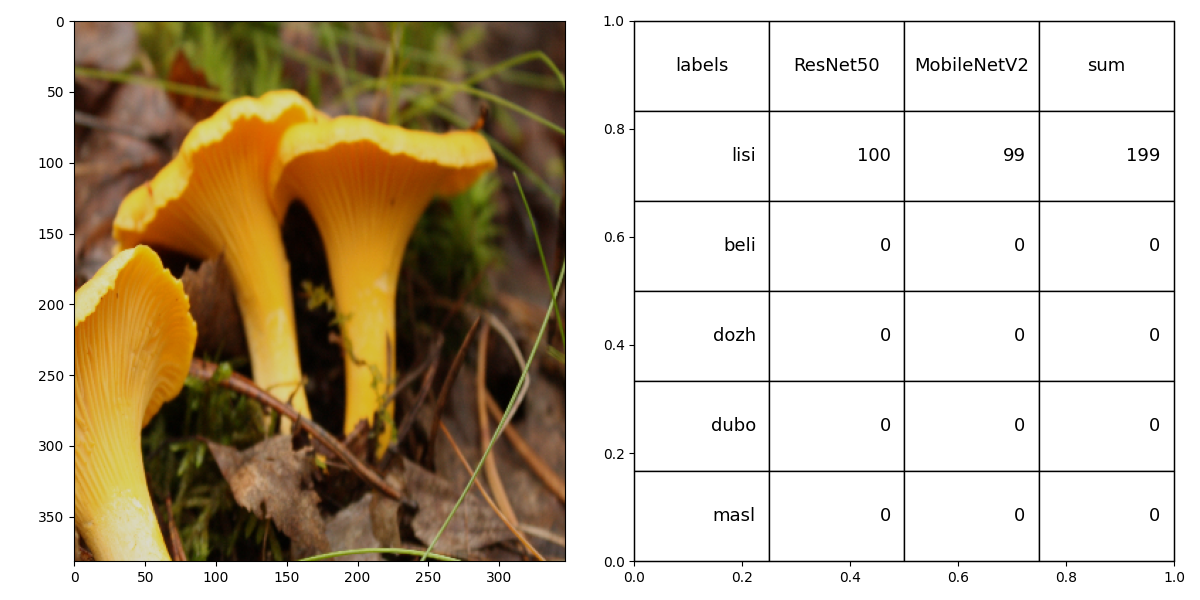 0
50
100
150
200
250
300
350
0 50 100 150 200 250 300
1.0
0.8
0.6
0.4
0.2
0.0
0.0 0.2 0.4 0.6 0.8 1.0
labels ResNet50 MobileNetV2 sum
lisi 100 99 199
beli 0 0 0
dozh 0 0 0
dubo 0 0 0
masl 0 0 0